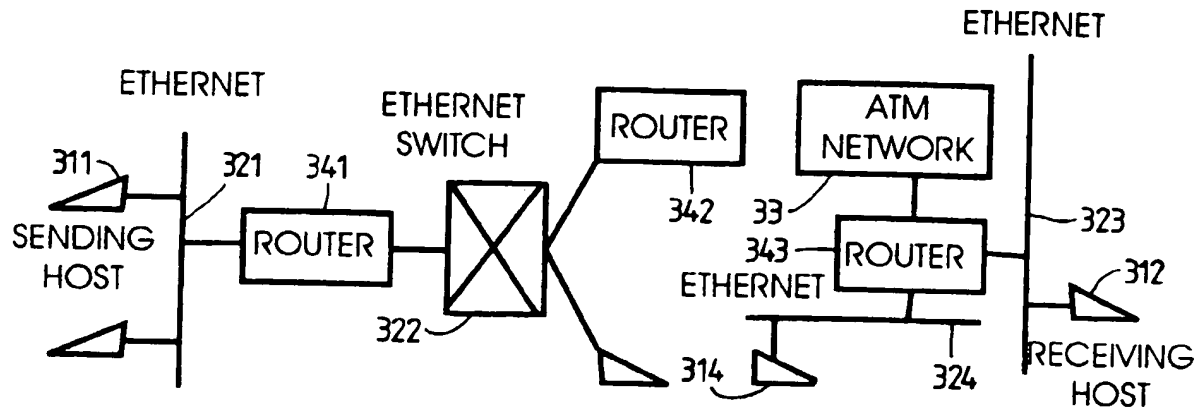 ETHERNET
ETHERNET
ETHERNET
SWITCH
ROUTER
ATM
NETWORK
311
321
341
342
33
323
SENDING
HOST
ROUTER
343
ROUTER
312
ETHERNET
322
314
324
RECEIVING
HOST